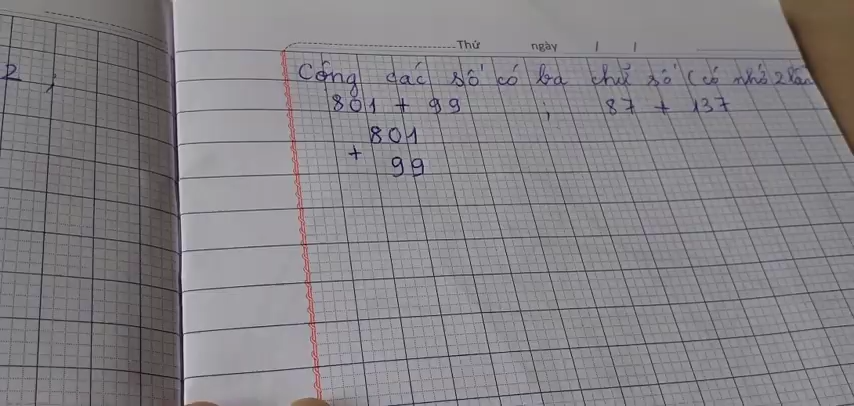 2 ;
Thứ ngày / /
Cộng các số có ba chữ số (có nhớ 2 lần
801 + 99 ; 87 + 137
801
+
99